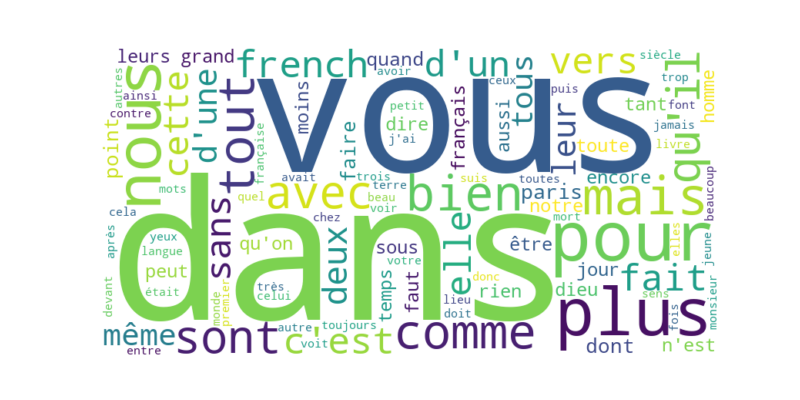 leurs grand
french
quand
d'un
tous
vers
siècle
qu'il
autres
ainsi
contre
nous
cette
d'une
tout
vous
avoir
moins
petit
dire
j'ai
français
ceux
aussi
puis
leur
trop
tant
font
homme
jamais
toute
livre
point
française
faire
trois
suis
toutes
encore
mots
quel
avait
avec
terre
beau
voir
bien
paris
notre
mais
beaucoup
cela
dans
sans
chez
elle
mort
pour
elles
après
yeux
langue
qu'on
deux
sous
votre
être
jour
fait
jeune
peut
était
très
celui
temps
faut
donc
rien
dieu
sens
devant
monde
premier
lieu
doit
plus
fois
monsieur
même
sont
autre
toujours
c'est
voit
comme
dont
n'est
entre